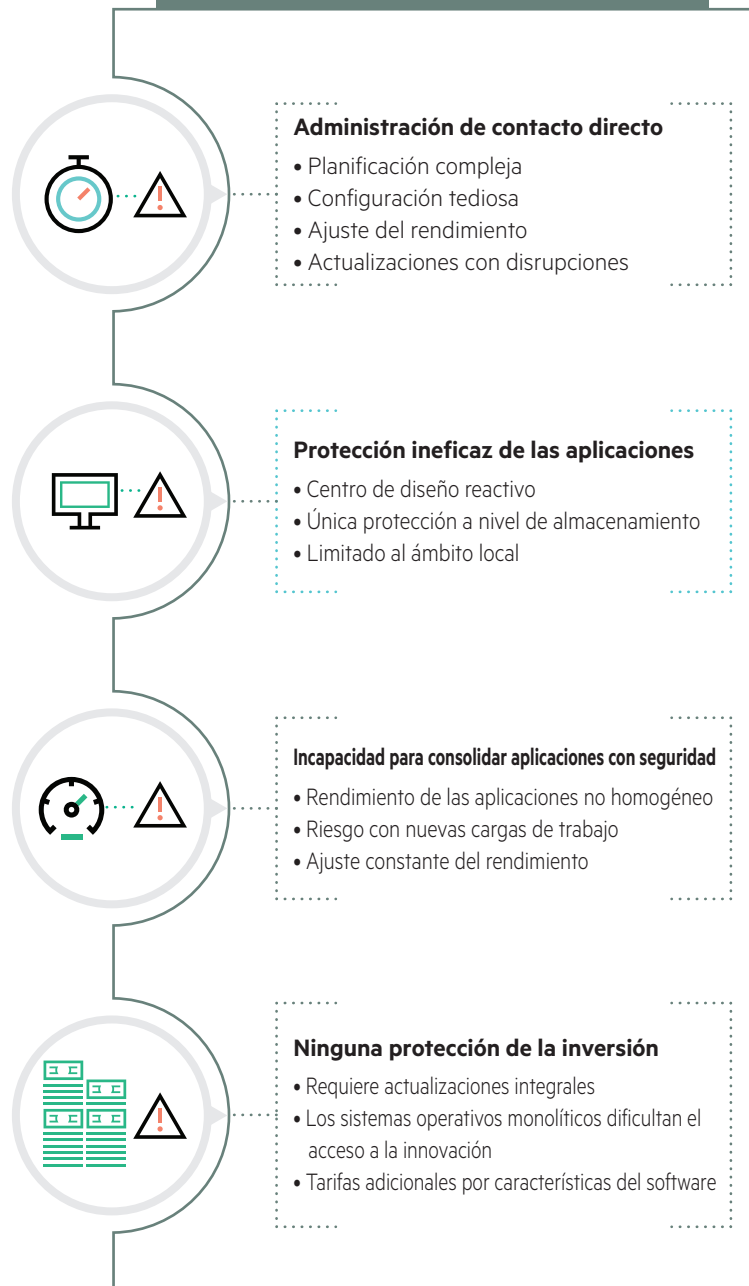 Administración de contacto directo
• Planificación compleja
• Configuración tediosa
• Ajuste del rendimiento
• Actualizaciones con disrupciones
Protección ineficaz de las aplicaciones
• Centro de diseño reactivo
• Única protección a nivel de almacenamiento
• Limitado al ámbito local
Incapacidad para consolidar aplicaciones con seguridad
• Rendimiento de las aplicaciones no homogéneo
• Riesgo con nuevas cargas de trabajo
• Ajuste constante del rendimiento
Ninguna protección de la inversión
• Requiere actualizaciones integrales
• Los sistemas operativos monolíticos dificultan el
acceso a la innovación
• Tarifas adicionales por características del software